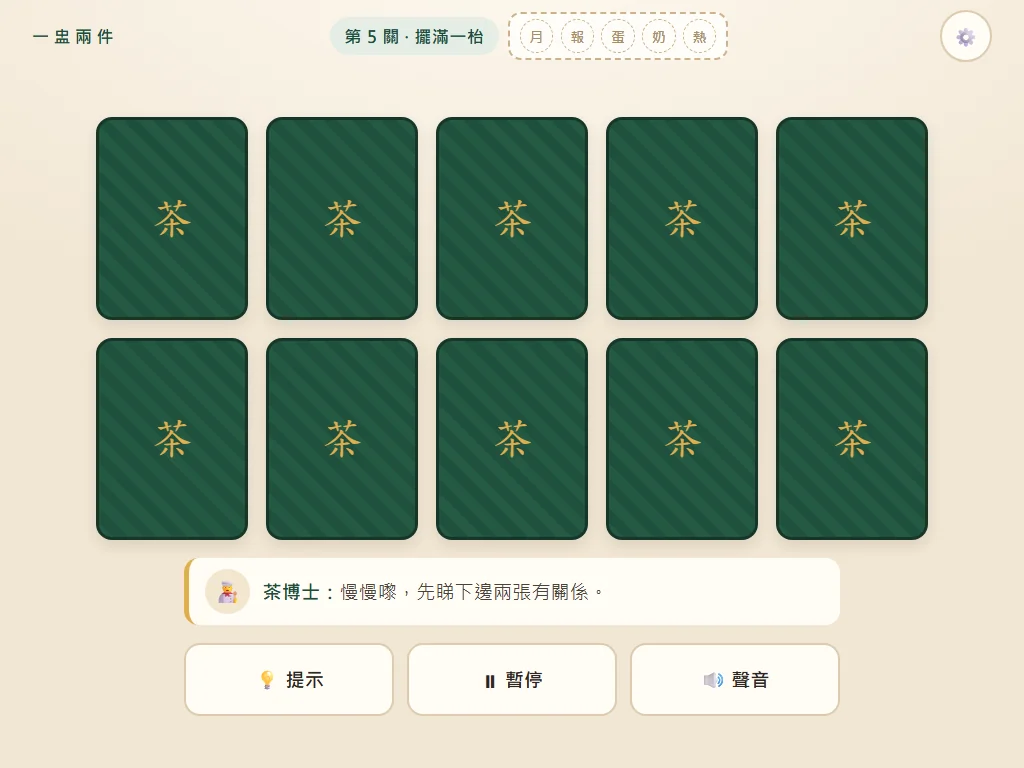 一盅兩件
第 5 關 · 擺滿一枱
月 報 蛋 奶 熱
茶 茶 茶 茶 茶
茶 茶 茶 茶 茶
茶博士：慢慢嚟，先睇下邊兩張有關係。
提示 暫停 聲音